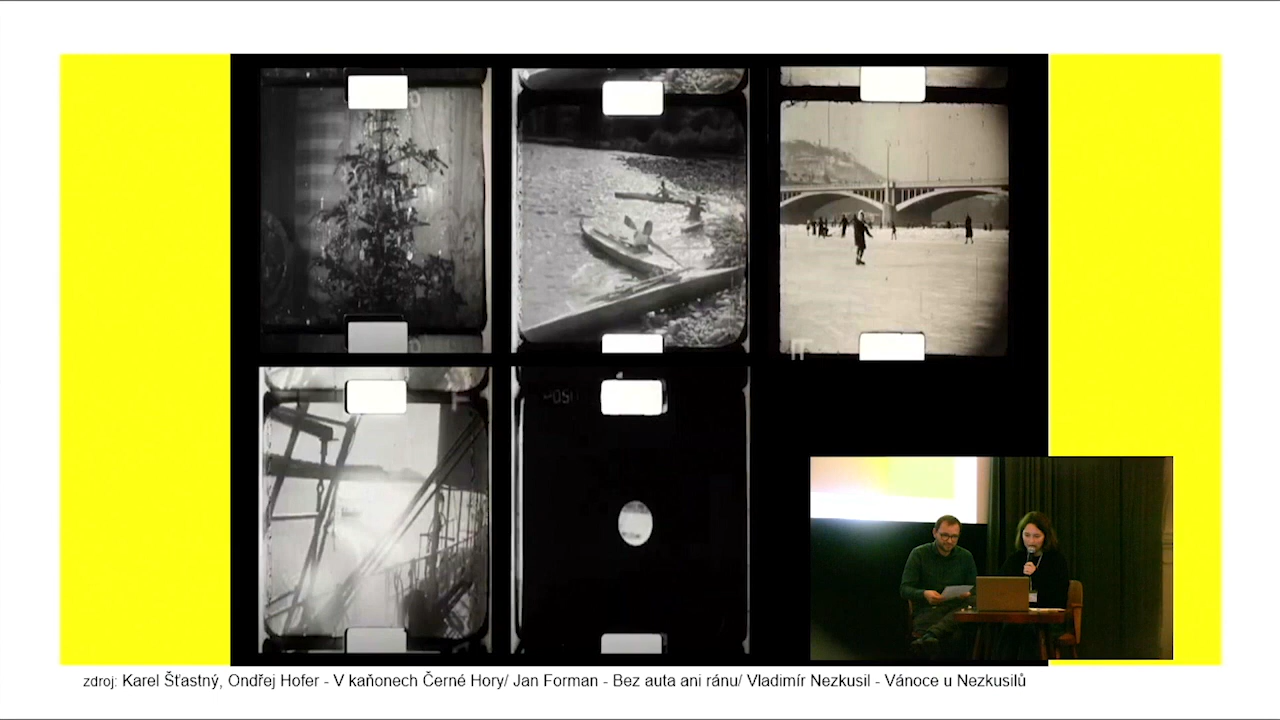 zdroj: Karel Šťastný, Ondřej Hofer - V kaňonech Černé Hory/ Jan Forman - Bez auta ani ránu/ Vladimír Nezkusil - Vánoce u Nezkusilů